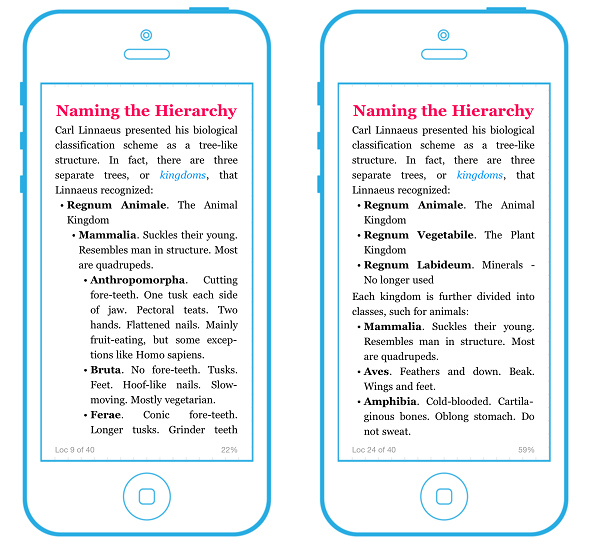 Naming the Hierarchy
Carl Linnaeus presented his biological
classification scheme as a tree-like
structure. In fact, there are three
separate trees, or kingdoms, that
Linnaeus recognized:
• Regnum Animale. The Animal
Kingdom
• Mammalia. Suckles their young.
Resembles man in structure. Most
are quadrupeds.
• Anthropomorpha. Cutting
fore-teeth. One tusk each side
of jaw. Pectoral teats. Two
hands. Flattened nails. Mainly
fruit-eating, but some excep-
tions like Homo sapiens.
• Bruta. No fore-teeth. Tusks.
Feet. Hoof-like nails. Slow-
moving. Mostly vegetarian.
• Ferae. Conic fore-teeth.
Longer tusks. Grinder teeth
Loc 9 of 40 22%
Naming the Hierarchy
Carl Linnaeus presented his biological
classification scheme as a tree-like
structure. In fact, there are three
separate trees, or kingdoms, that
Linnaeus recognized:
• Regnum Animale. The Animal
Kingdom
• Regnum Vegetabile. The Plant
Kingdom
• Regnum Labideum. Minerals -
No longer used
Each kingdom is further divided into
classes, such for animals:
• Mammalia. Suckles their young.
Resembles man in structure. Most
are quadrupeds.
• Aves. Feathers and down. Beak.
Wings and feet.
• Amphibia. Cold-blooded. Cartila-
ginous bones. Oblong stomach. Do
not sweat.
Loc 24 of 40 59%